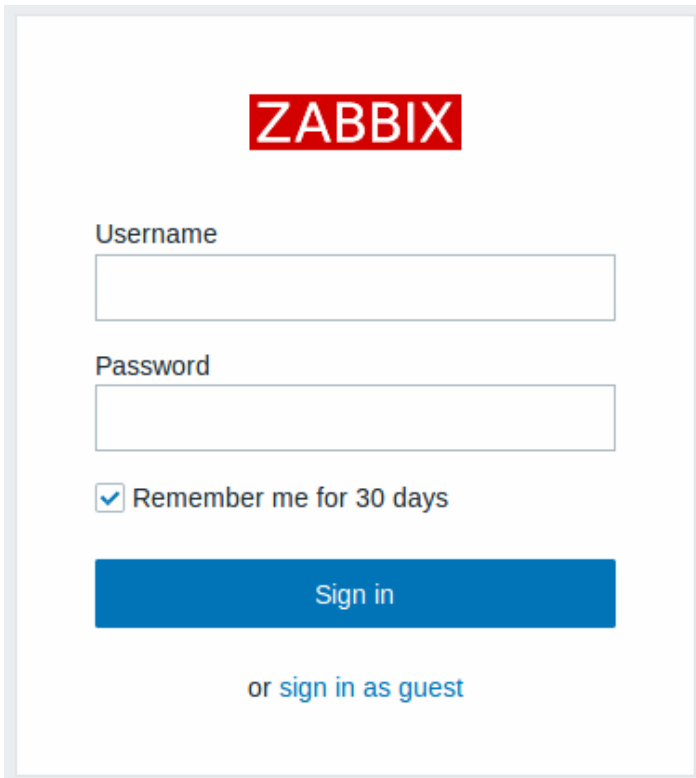 ZABBIX
Username
Password
Remember me for 30 days
Sign in
or sign in as guest